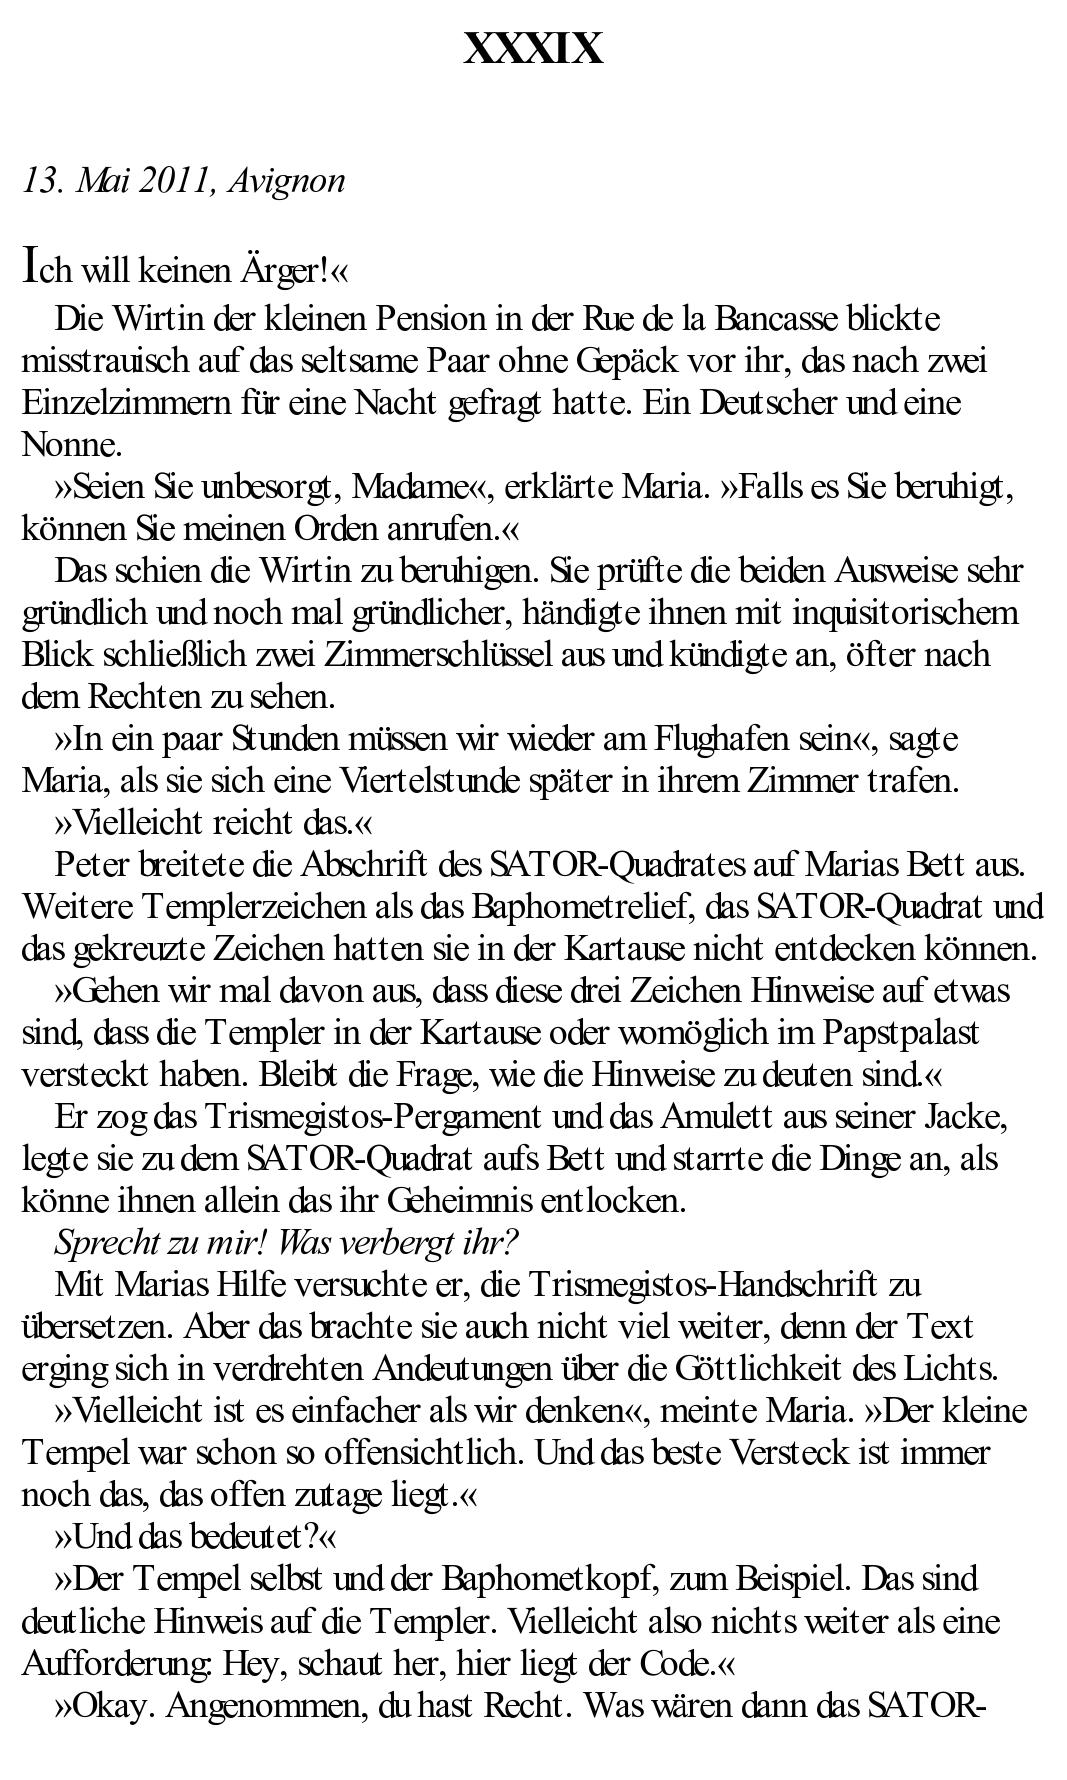 XXXIX
13. Mai 2011, Avignon
Ich will keinen Ärger!«
Die Wirtin der kleinen Pension in der Rue de la Bancasse blickte
misstrauisch auf das seltsame Paar ohne Gepäck vor ihr, das nach zwei
Einzelzimmern für eine Nacht gefragt hatte. Ein Deutscher und eine
Nonne.
»Seien Sie unbesorgt, Madame«, erklärte Maria. »Falls es Sie beruhigt,
können Sie meinen Orden anrufen.«
Das schien die Wirtin zu beruhigen. Sie prüfte die beiden Ausweise sehr
gründlich und noch mal gründlicher, händigte ihnen mit inquisitorischem
Blick schließlich zwei Zimmerschlüssel aus und kündigte an, öfter nach
dem Rechten zu sehen.
»In ein paar Stunden müssen wir wieder am Flughafen sein«, sagte
Maria, als sie sich eine Viertelstunde später in ihrem Zimmer trafen.
»Vielleicht reicht das.«
Peter breitete die Abschrift des SATOR-Quadrates auf Marias Bett aus.
Weitere Templerzeichen als das Baphometrelief, das SATOR-Quadrat und
das gekreuzte Zeichen hatten sie in der Kartause nicht entdecken können.
»Gehen wir mal davon aus, dass diese drei Zeichen Hinweise auf etwas
sind, dass die Templer in der Kartause oder womöglich im Papstpalast
versteckt haben. Bleibt die Frage, wie die Hinweise zu deuten sind.«
Er zog das Trismegistos-Pergament und das Amulett aus seiner Jacke,
legte sie zu dem SATOR-Quadrat aufs Bett und starrte die Dinge an, als
könne ihnen allein das ihr Geheimnis entlocken.
Sprecht zu mir! Was verbergt ihr?
Mit Marias Hilfe versuchte er, die Trismegistos-Handschrift zu
übersetzen. Aber das brachte sie auch nicht viel weiter, denn der Text
erging sich in verdrehten Andeutungen über die Göttlichkeit des Lichts.
»Vielleicht ist es einfacher als wir denken«, meinte Maria. »Der kleine
Tempel war schon so offensichtlich. Und das beste Versteck ist immer
noch das, das offen zutage liegt.«
»Und das bedeutet?«
»Der Tempel selbst und der Baphometkopf, zum Beispiel. Das sind
deutliche Hinweis auf die Templer. Vielleicht also nichts weiter als eine
Aufforderung: Hey, schaut her, hier liegt der Code.«
»Okay. Angenommen, du hast Recht. Was wären dann das SATOR-